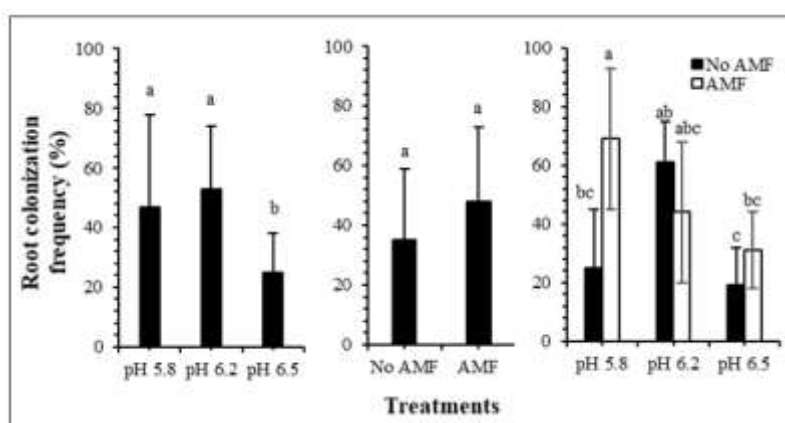 Root colonization
frequency (%)
100
80
60
40
20
0
a
a
b
pH 5.8 pH 6.2 pH 6.5
100
80
60
40
20
0
a
a
No AMF AMF
100
80
60
40
20
0
No AMF
AMF
bc
a
ab
abc
c
bc
pH 5.8 pH 6.2 pH 6.5
Treatments